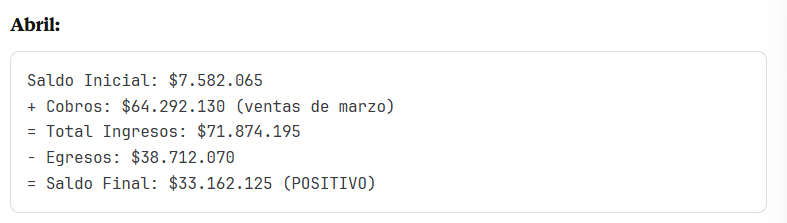 Abril:
Saldo Inicial: $7.582.065
+ Cobros: $64.292.130 (ventas de marzo)
= Total Ingresos: $71.874.195
- Egresos: $38.712.070
= Saldo Final: $33.162.125 (POSITIVO)